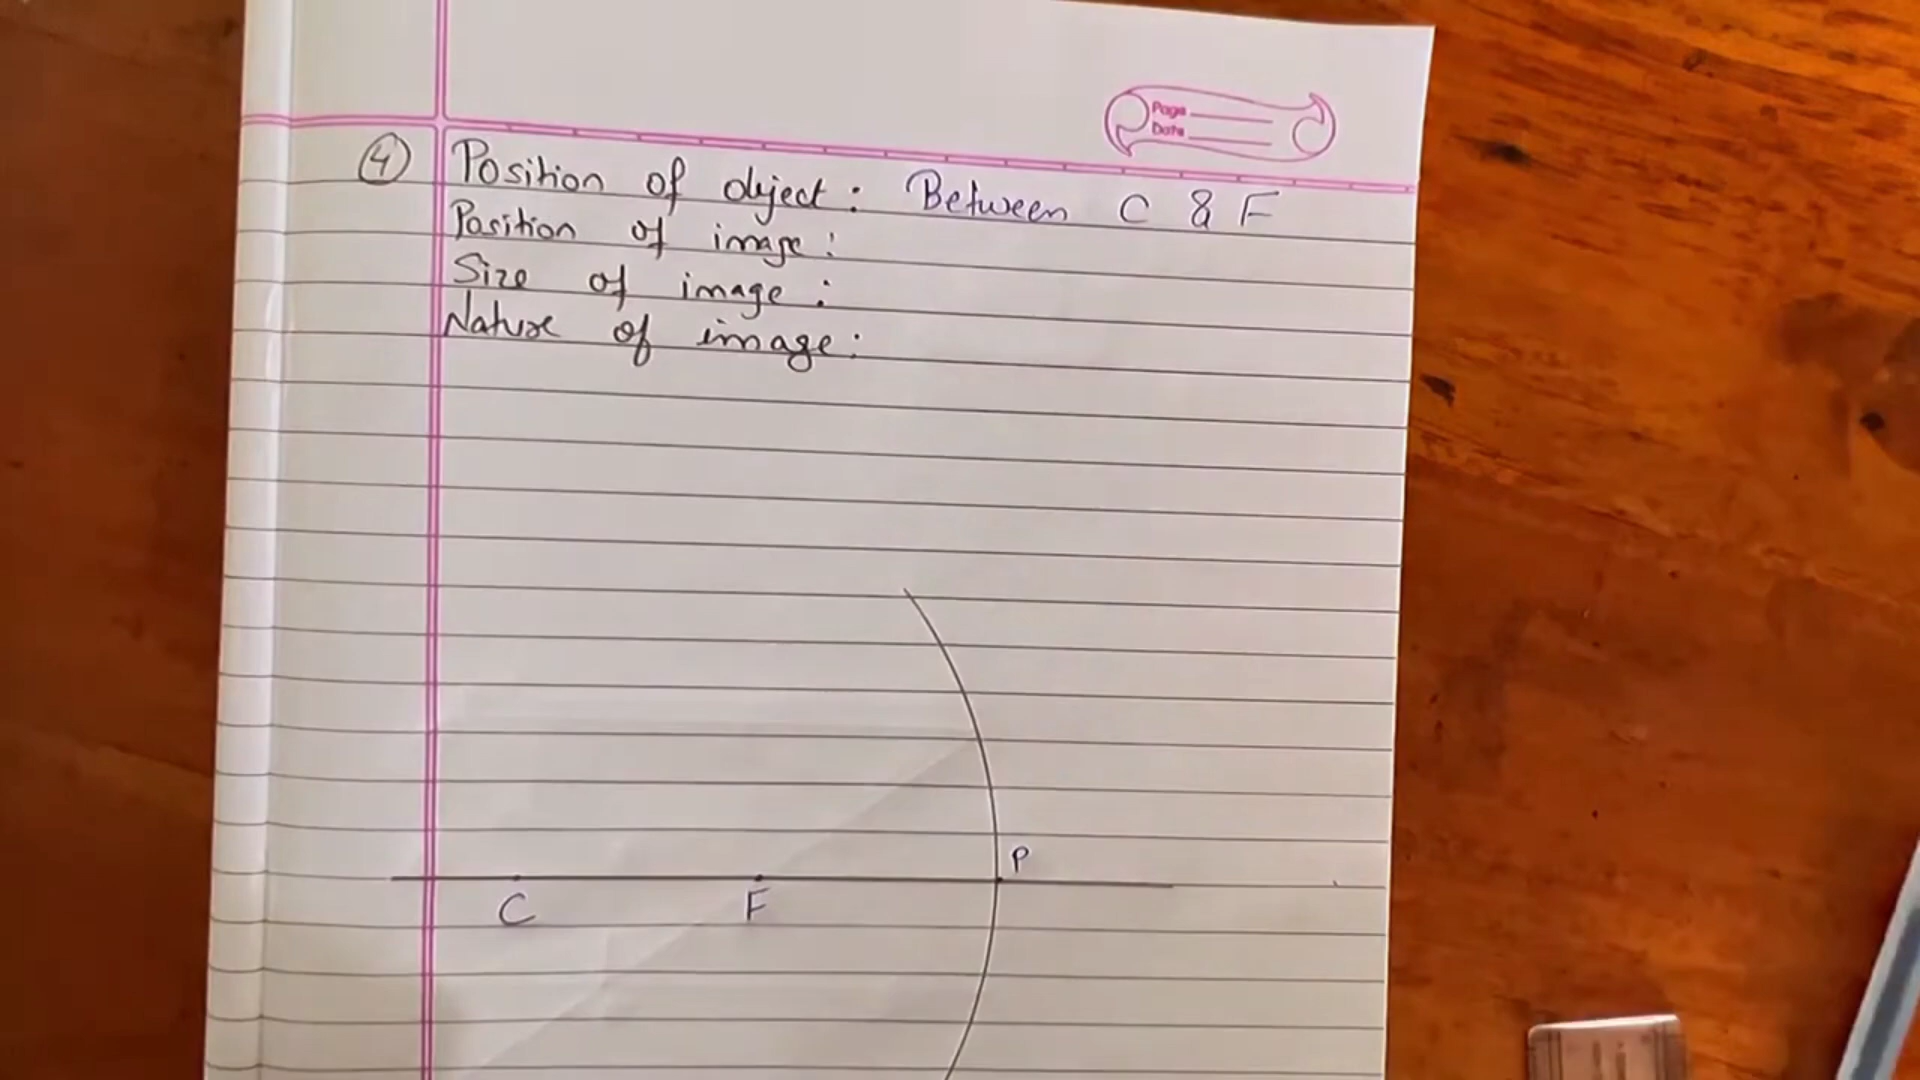 Page
Date
4 Position of object : Between C & F
Position of image :
Size of image :
Nature of image :
P
C F